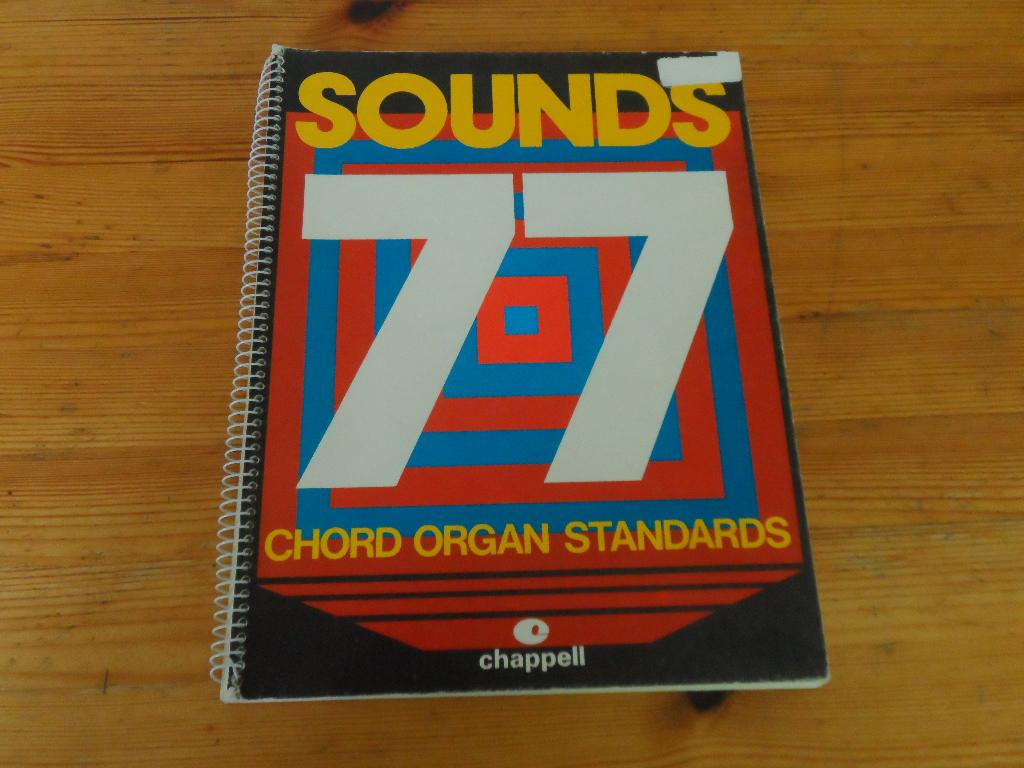 SOUNDS
77
CHORD ORGAN STANDARDS
chappell